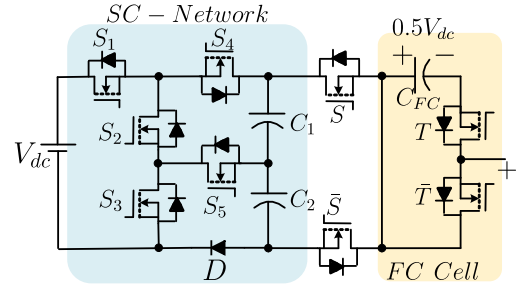 SC – Network
0.5V_dc
S_1
S_4
+ −
C_FC
S
S_2
C_1
T
V_dc
+
S_3
S_5
C_2
S̄
T̄
D
FC Cell